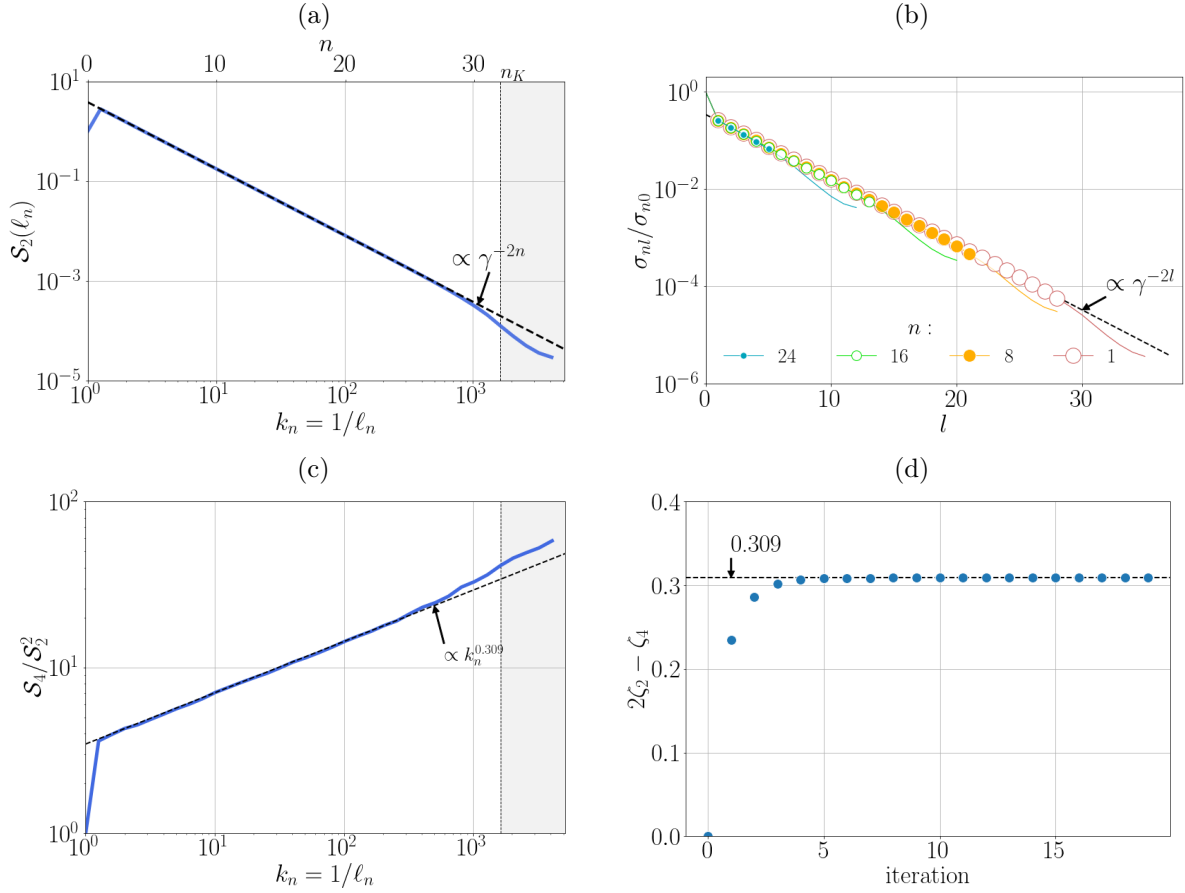 (a)
n
0 10 20 30
n_K
10^1
10^{-1}
10^{-3}
10^{-5}
S_2(ℓ_n)
∝ γ^{-2n}
10^0 10^1 10^2 10^3
k_n = 1/ℓ_n
(b)
10^0
10^{-2}
10^{-4}
10^{-6}
σ_{nl}/σ_{n0}
∝ γ^{-2l}
n :
24 16 8 1
0 10 20 30
l
(c)
10^2
10^1
10^0
S_4/S_2^2
∝ k_n^{0.309}
10^0 10^1 10^2 10^3
k_n = 1/ℓ_n
(d)
0.4
0.3
0.2
0.1
0.0
2ζ_2 − ζ_4
0.309
0 5 10 15
iteration